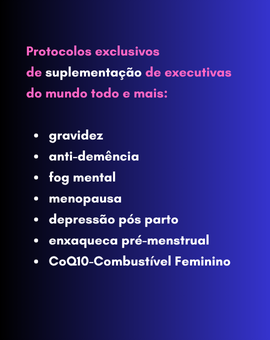 Protocolos exclusivos
de suplementação de executivas
do mundo todo e mais:
• gravidez
• anti-demência
• fog mental
• menopausa
• depressão pós parto
• enxaqueca pré-menstrual
• CoQ10-Combustível Feminino